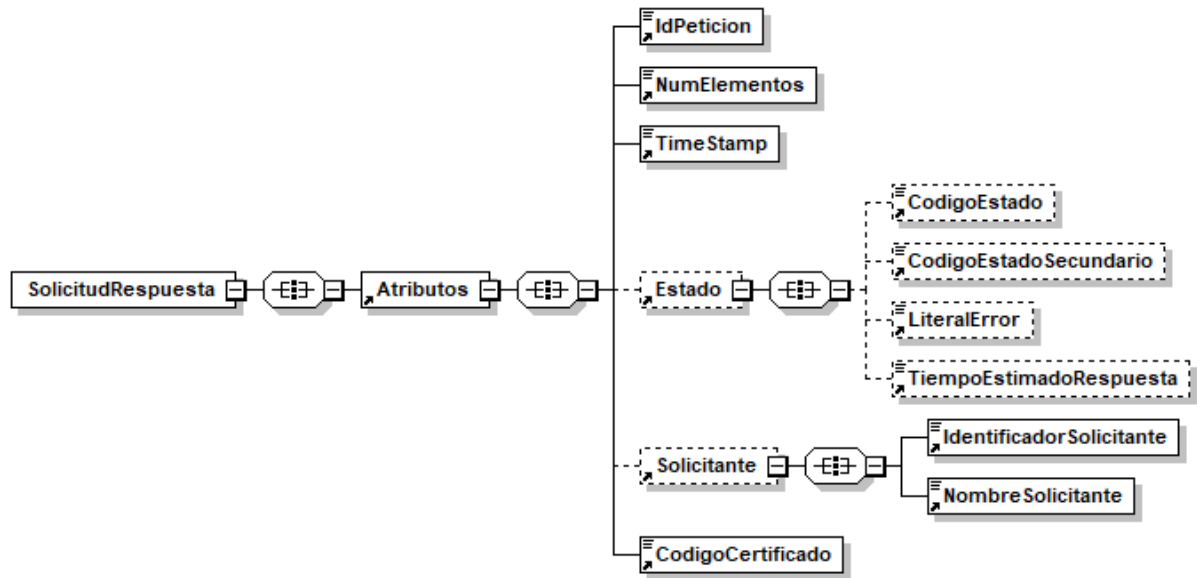 IdPeticion
NumElementos
TimeStamp
CodigoEstado
CodigoEstadoSecundario
SolicitudRespuesta
Atributos
Estado
LiteralError
TiempoEstimadoRespuesta
IdentificadorSolicitante
Solicitante
NombreSolicitante
CodigoCertificado